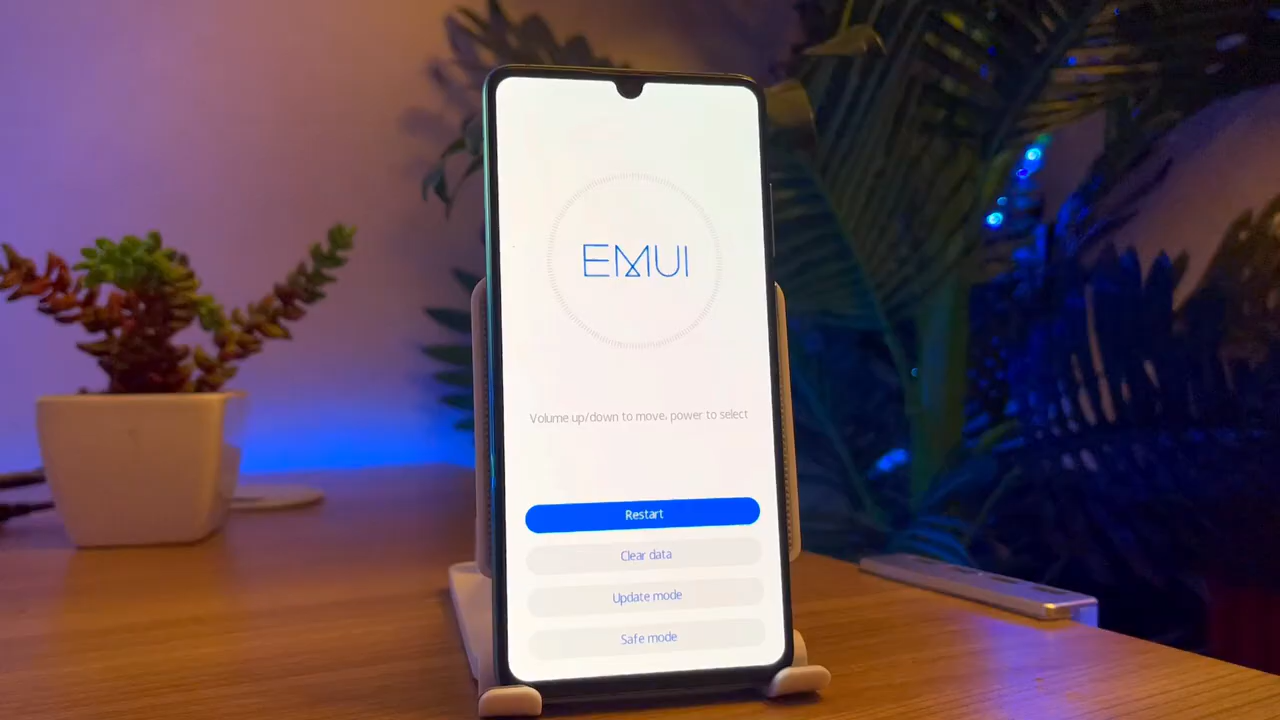 EMUI
Volume up/down to move, power to select
Restart
Clear data
Update mode
Safe mode